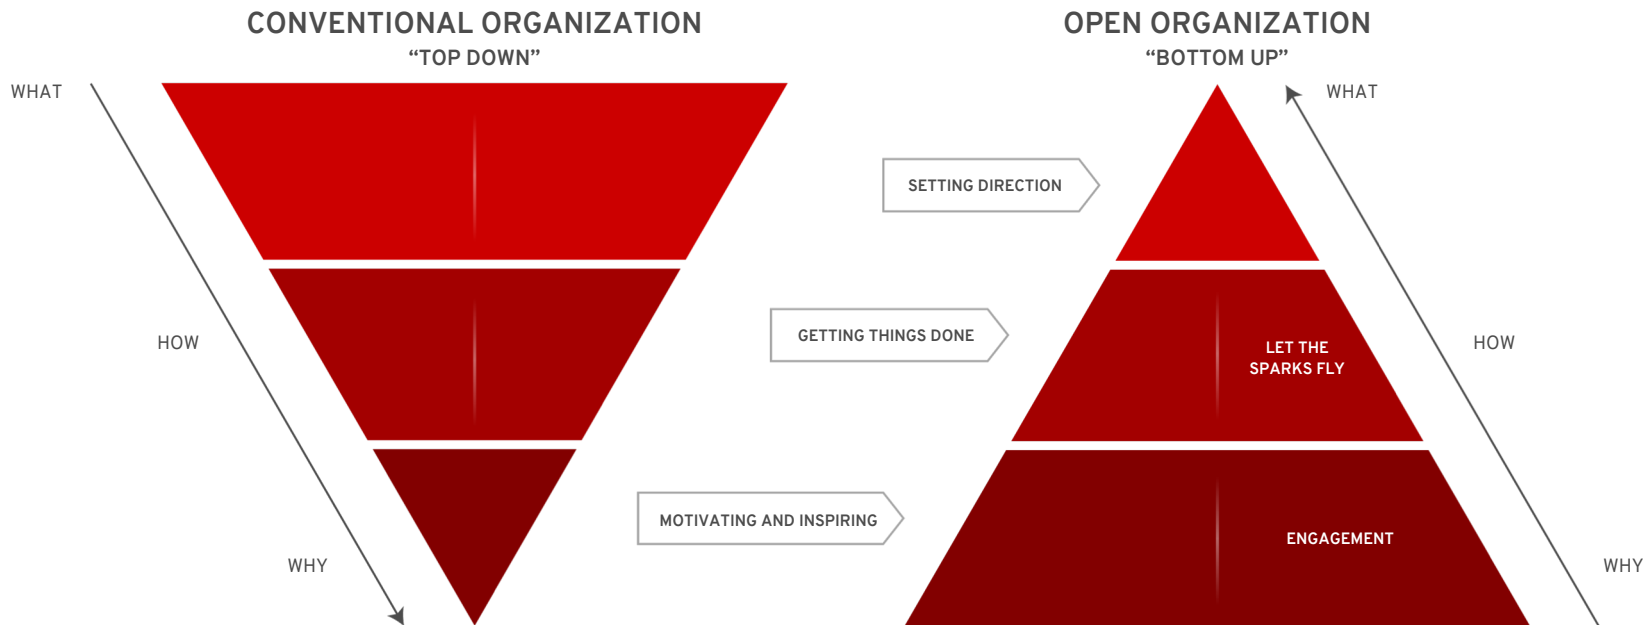 CONVENTIONAL ORGANIZATION
“TOP DOWN”
WHAT
HOW
WHY
OPEN ORGANIZATION
“BOTTOM UP”
WHAT
SETTING DIRECTION
GETTING THINGS DONE
LET THE
SPARKS FLY
HOW
MOTIVATING AND INSPIRING
ENGAGEMENT
WHY